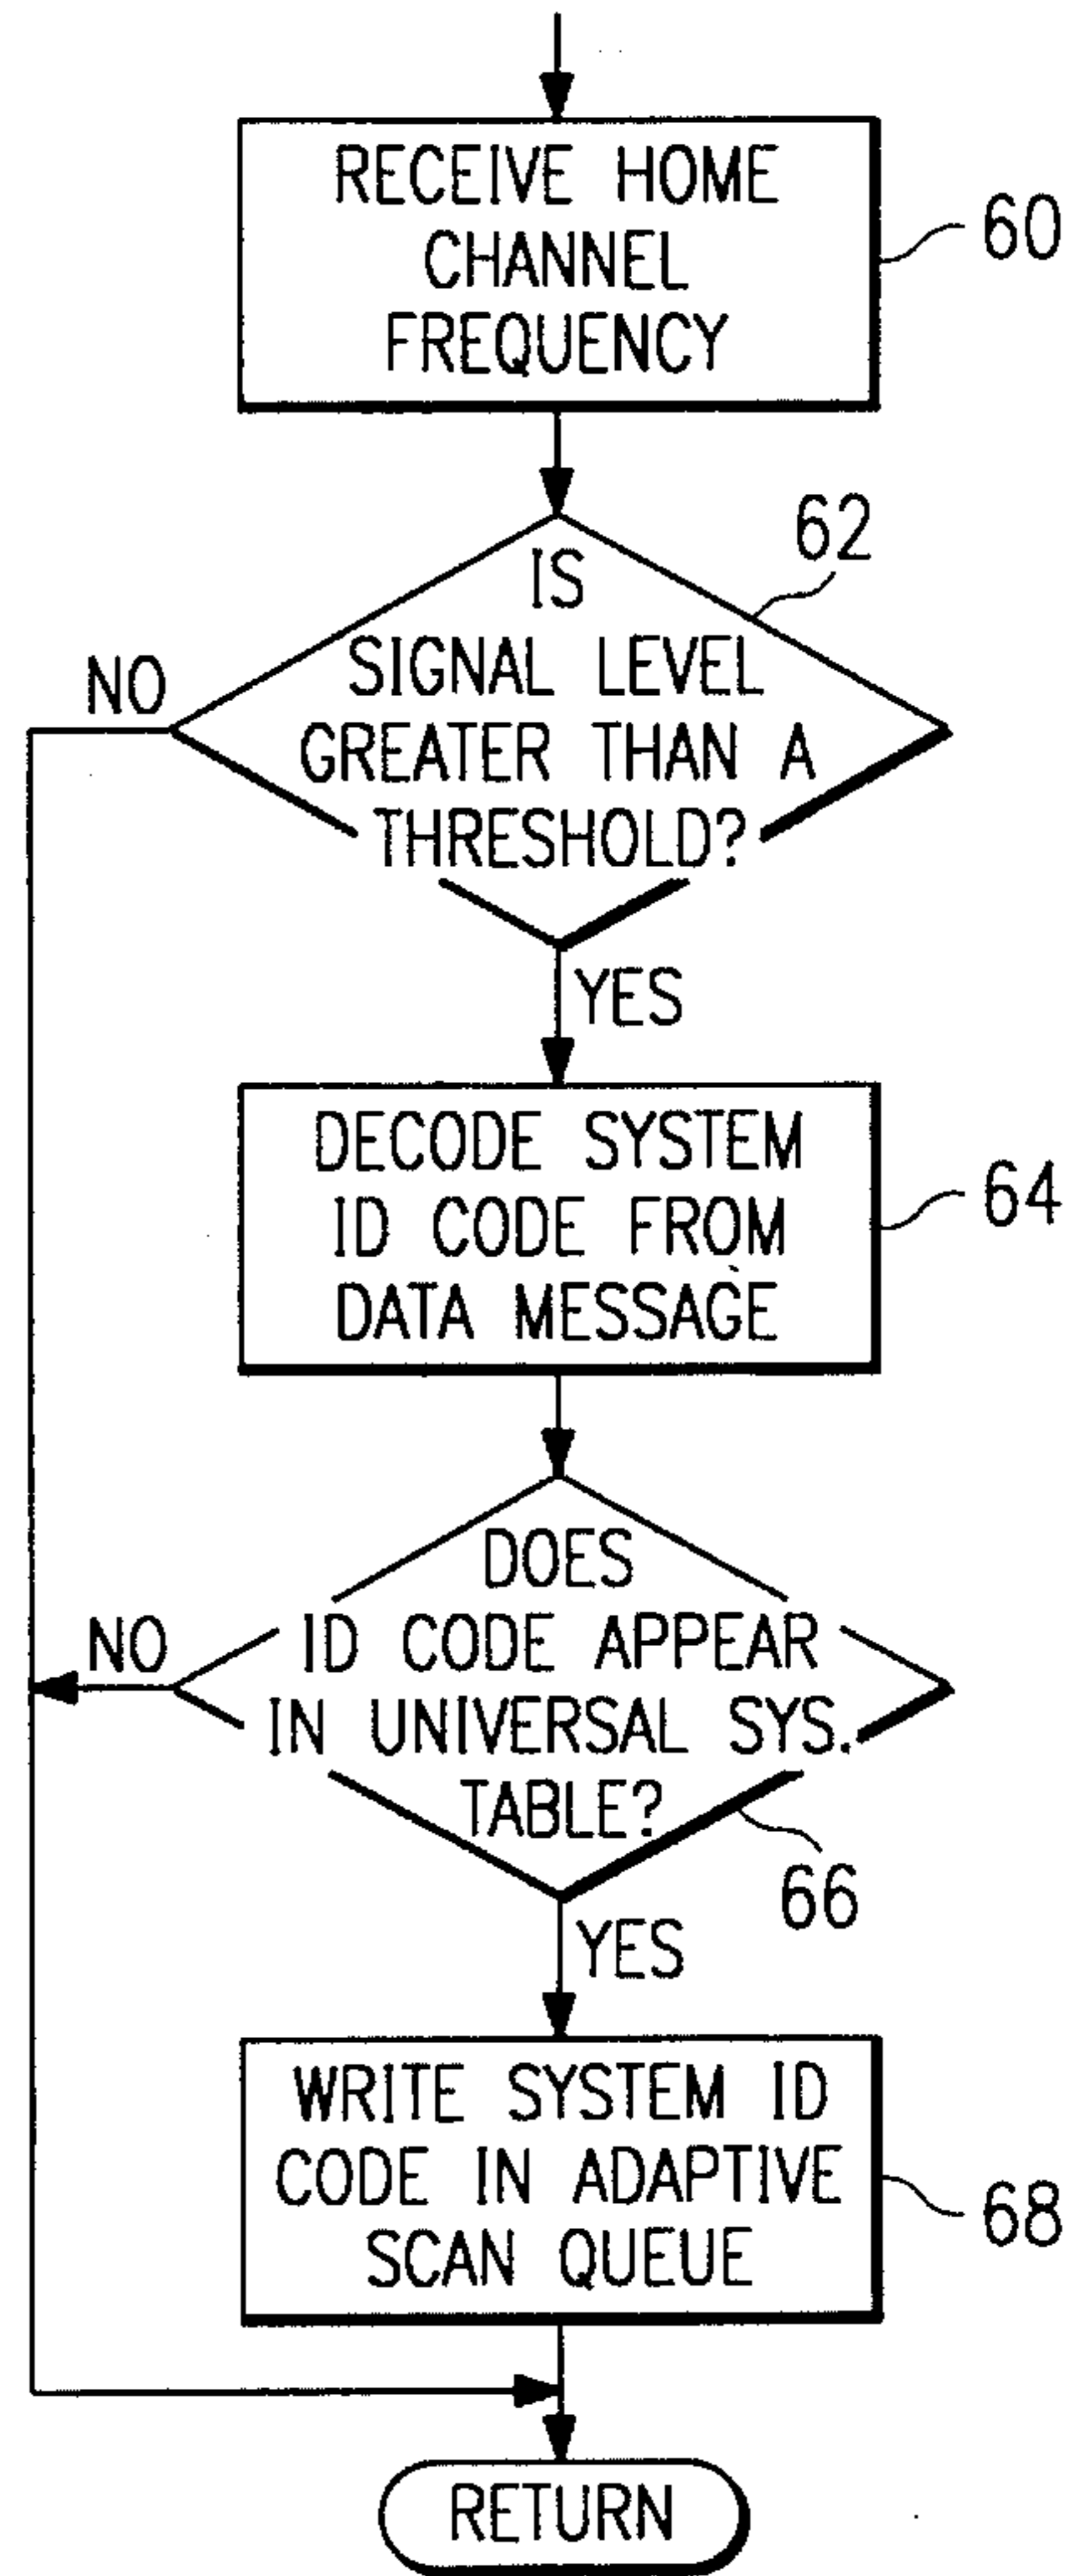 RECEIVE HOME
CHANNEL
FREQUENCY
60
62
IS
SIGNAL LEVEL
GREATER THAN A
THRESHOLD?
NO
YES
DECODE SYSTEM
ID CODE FROM
DATA MESSAGE
64
DOES
ID CODE APPEAR
IN UNIVERSAL SYS.
TABLE?
NO
66
YES
WRITE SYSTEM ID
CODE IN ADAPTIVE
SCAN QUEUE
68
RETURN